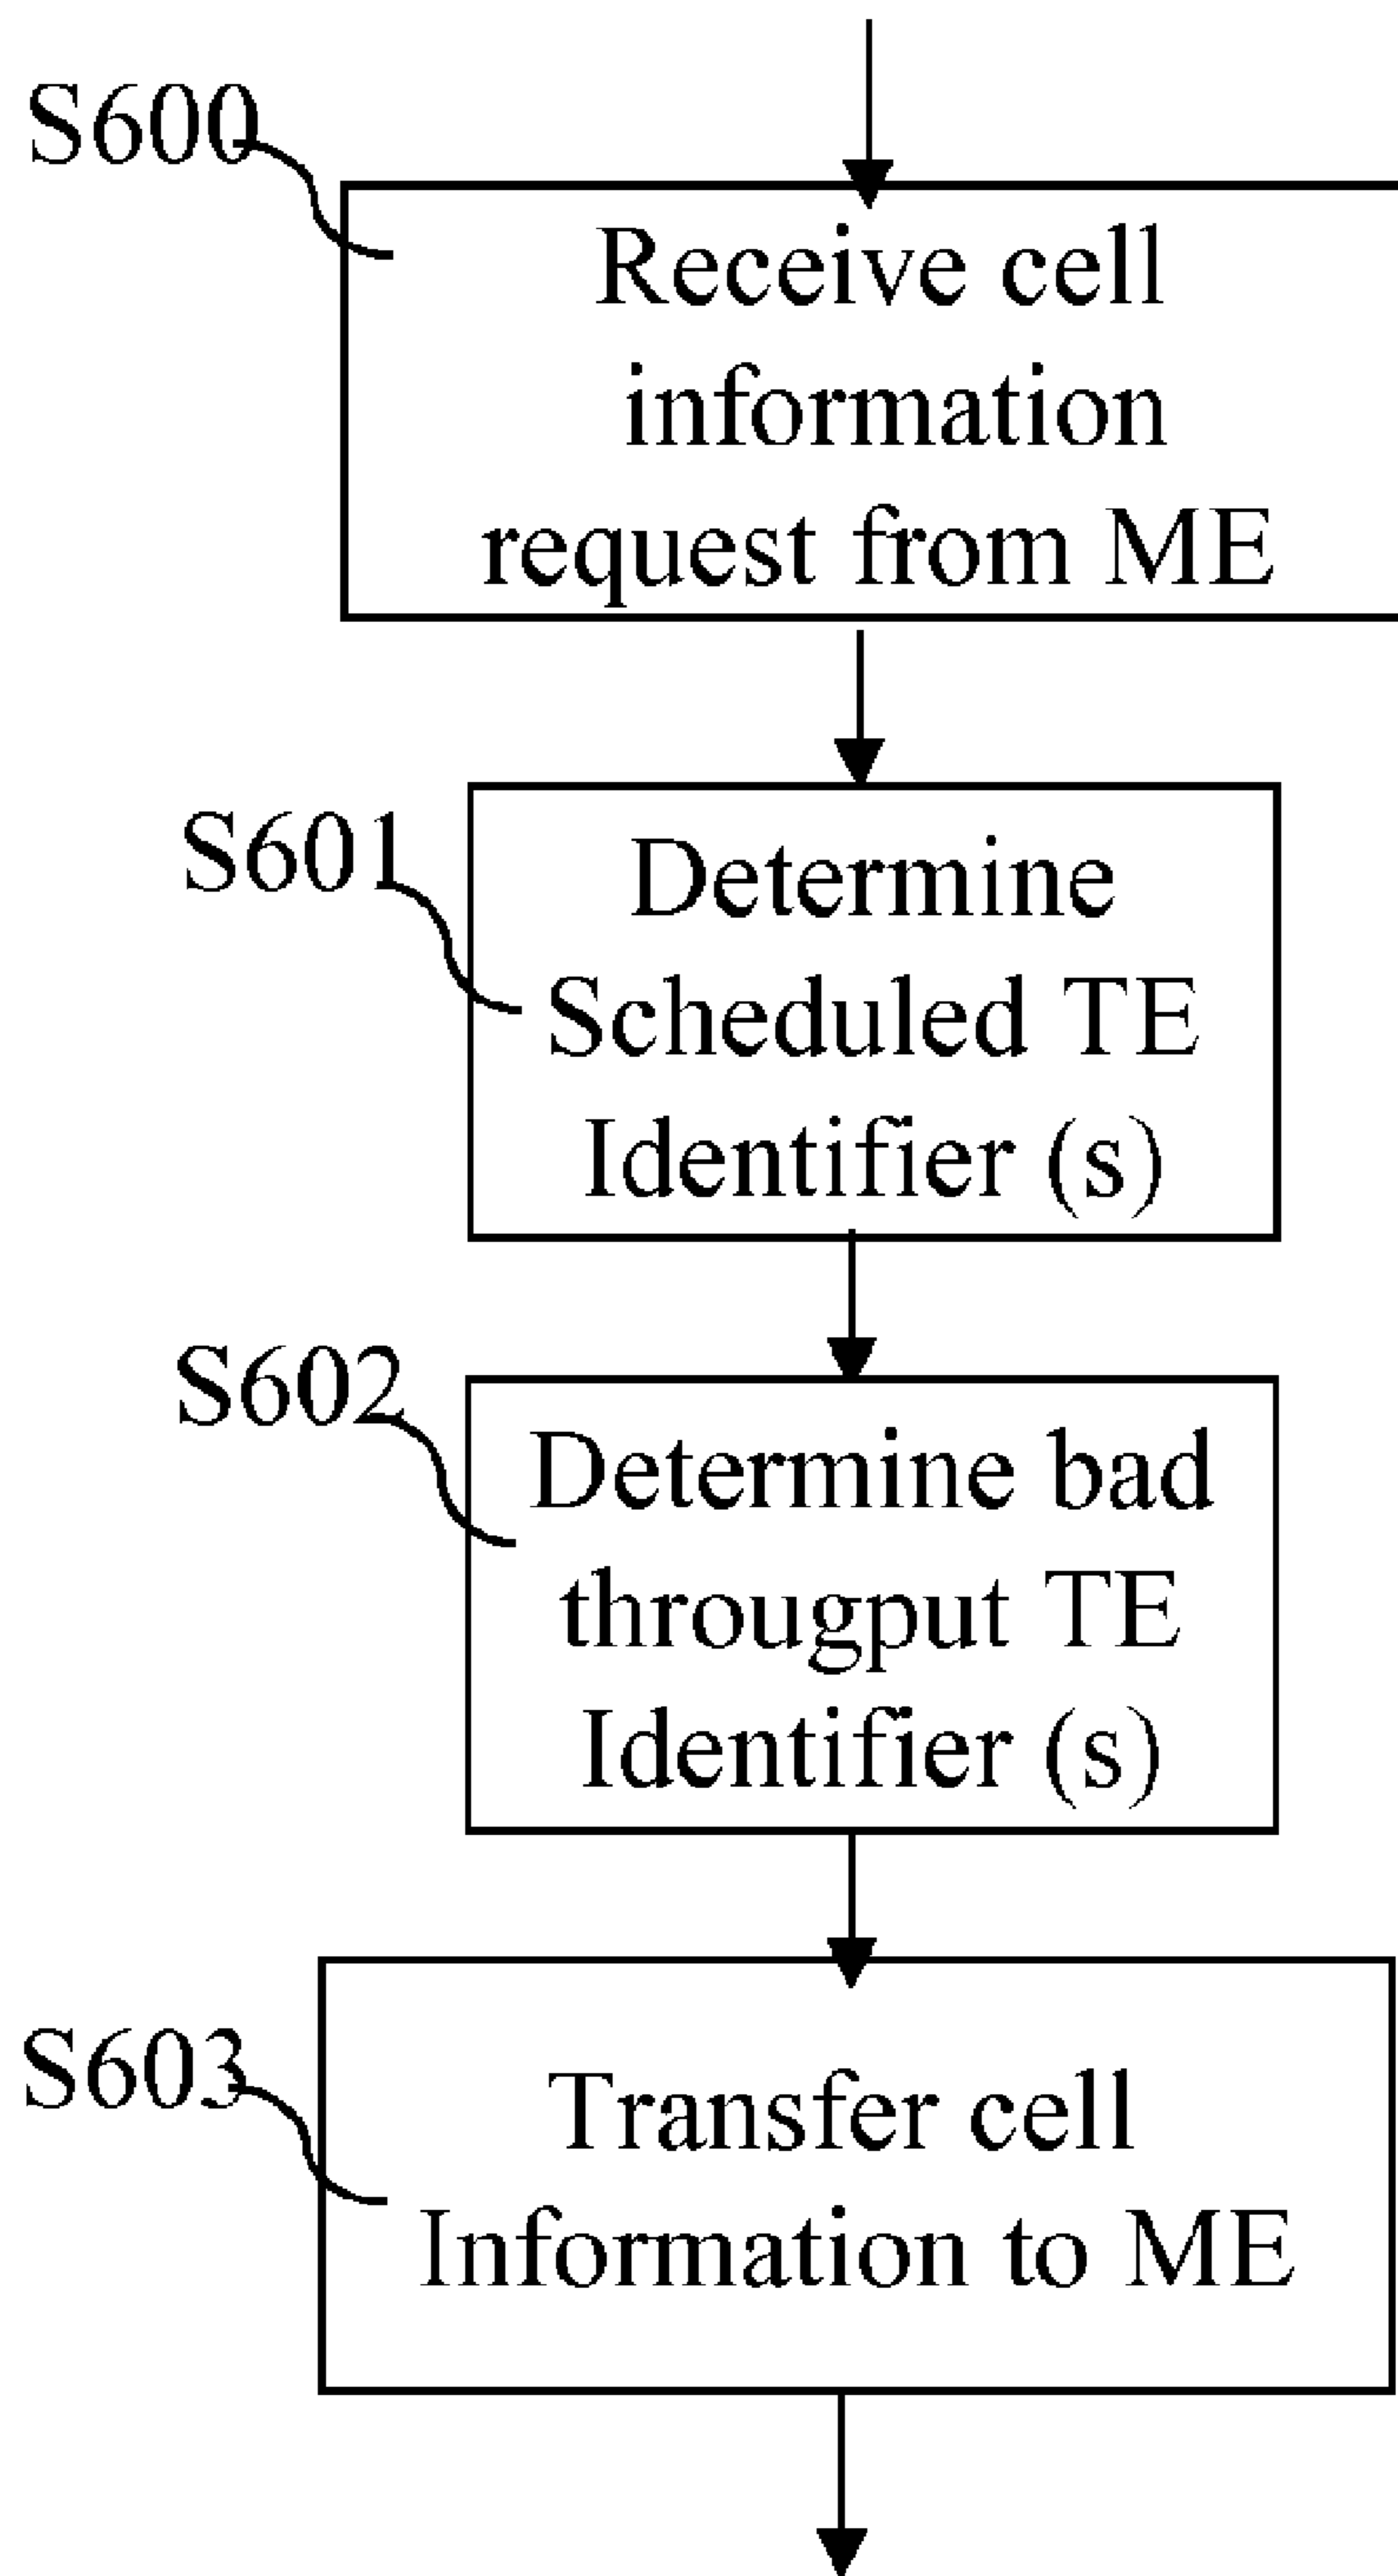 S600
Receive cell
information
request from ME
S601
Determine
Scheduled TE
Identifier (s)
S602
Determine bad
througput TE
Identifier (s)
S603
Transfer cell
Information to ME